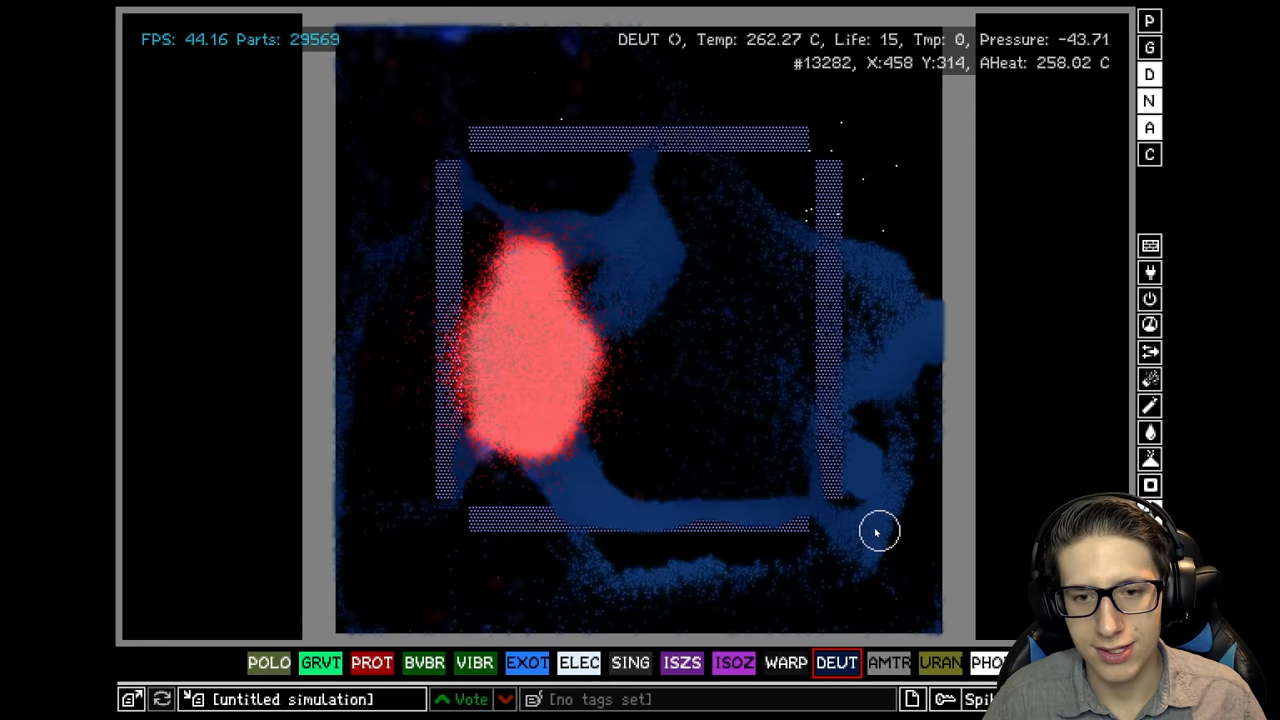 FPS: 44.16 Parts: 29569
DEUT (), Temp: 262.27 C, Life: 15, Tmp: 0, Pressure: -43.71
#13282, X:458 Y:314, AHeat: 258.02 C
P
G
D
N
A
C
POLO GRVT PROT BVBR VIBR EXOT ELEC SING ISZS ISOZ WARP DEUT AMTR URAN PHO
[untitled simulation] Vote [no tags set] Spi